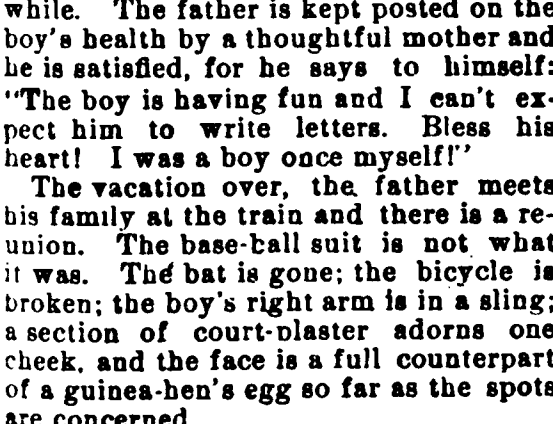 while. The father is kept posted on the
boy's health by a thoughtful mother and
he is satisfied, for he says to himself:
"The boy is having fun and I can't ex-
pect him to write letters. Bless his
heart! I was a boy once myself!"
The vacation over, the father meets
his family at the train and there is a re-
union. The base-ball suit is not what
it was. The bat is gone; the bicycle is
broken; the boy's right arm is in a sling;
a section of court-plaster adorns one
cheek, and the face is a full counterpart
of a guinea-hen's egg so far as the spots
are concerned